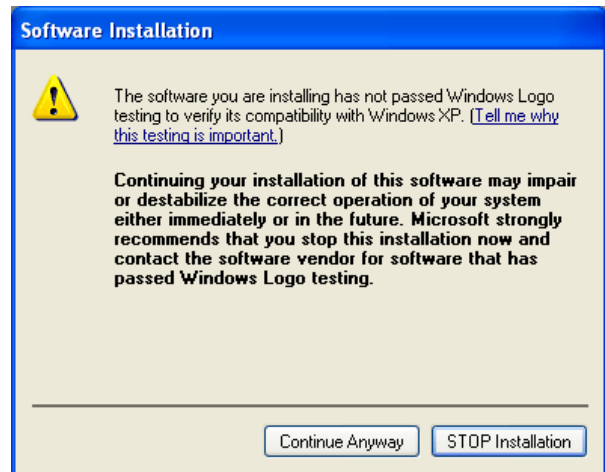 Software Installation
The software you are installing has not passed Windows Logo
testing to verify its compatibility with Windows XP. (Tell me why
this testing is important.)
Continuing your installation of this software may impair
or destabilize the correct operation of your system
either immediately or in the future. Microsoft strongly
recommends that you stop this installation now and
contact the software vendor for software that has
passed Windows Logo testing.
Continue Anyway
STOP Installation